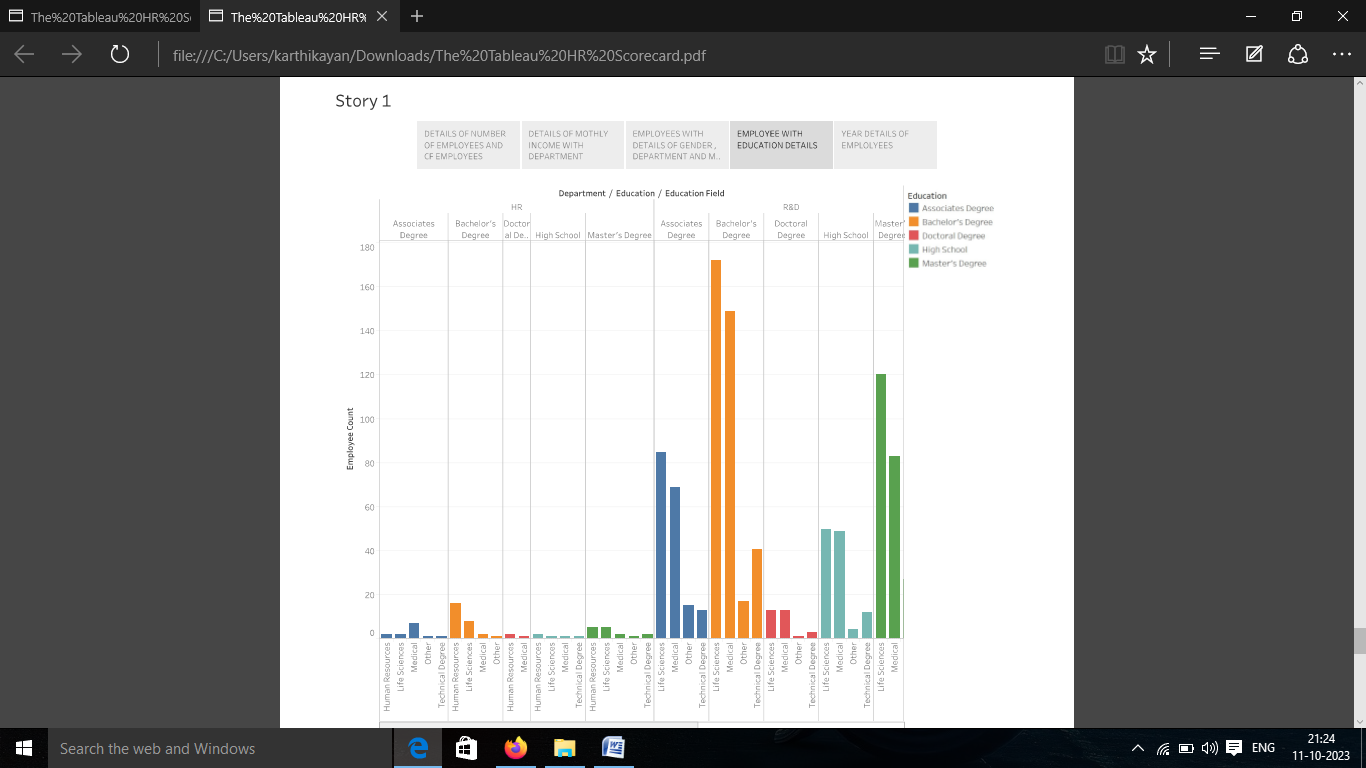 The%20Tableau%20HR%20S
The%20Tableau%20HR%
file:///C:/Users/karthikayan/Downloads/The%20Tableau%20HR%20Scorecard.pdf
Story 1
DETAILS OF NUMBER
OF EMPLOYEES AND
CF EMPLOYEES
DETAILS OF MOTHLY
INCOME WITH
DEPARTMENT
EMPLOYEES WITH
DETAILS OF GENDER ,
DEPARTMENT AND M..
EMPLOYEE WITH
EDUCATION DETAILS
YEAR DETAILS OF
EMPLOLYEES
Department / Education / Education Field
HR
R&D
Associates
Degree
Bachelor's
Degree
Doctor
al De..
High School
Master's Degree
Associates
Degree
Bachelor's
Degree
Doctoral
Degree
High School
Master'
Degree
Education
Associates Degree
Bachelor's Degree
Doctoral Degree
High School
Master's Degree
Employee Count
180
160
140
120
100
80
60
40
20
0
Human Resources
Life Sciences
Medical
Other
Technical Degree
Human Resources
Life Sciences
Medical
Other
Human Resources
Medical
Human Resources
Life Sciences
Medical
Technical Degree
Human Resources
Life Sciences
Medical
Other
Technical Degree
Life Sciences
Medical
Other
Technical Degree
Life Sciences
Medical
Other
Technical Degree
Life Sciences
Medical
Other
Technical Degree
Life Sciences
Medical
Other
Technical Degree
Life Sciences
Medical
Search the web and Windows
ENG
21:24
11-10-2023